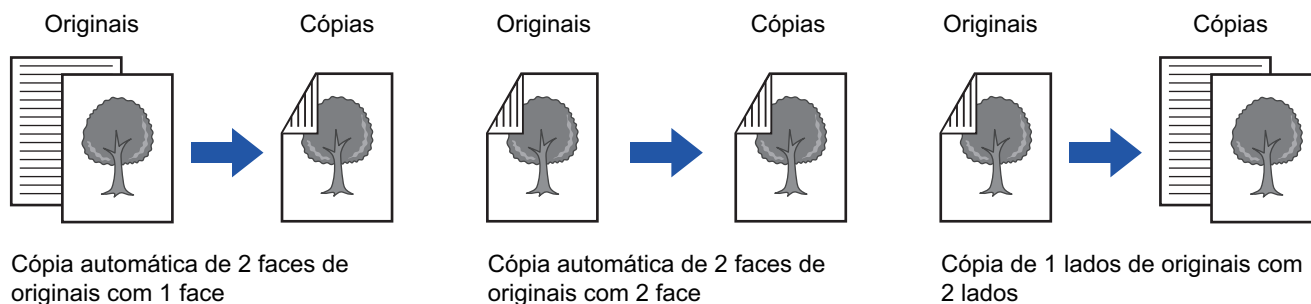 Originais
Cópias
Originais
Cópias
Originais
Cópias
Cópia automática de 2 faces de
originais com 1 face
Cópia automática de 2 faces de
originais com 2 face
Cópia de 1 lados de originais com
2 lados